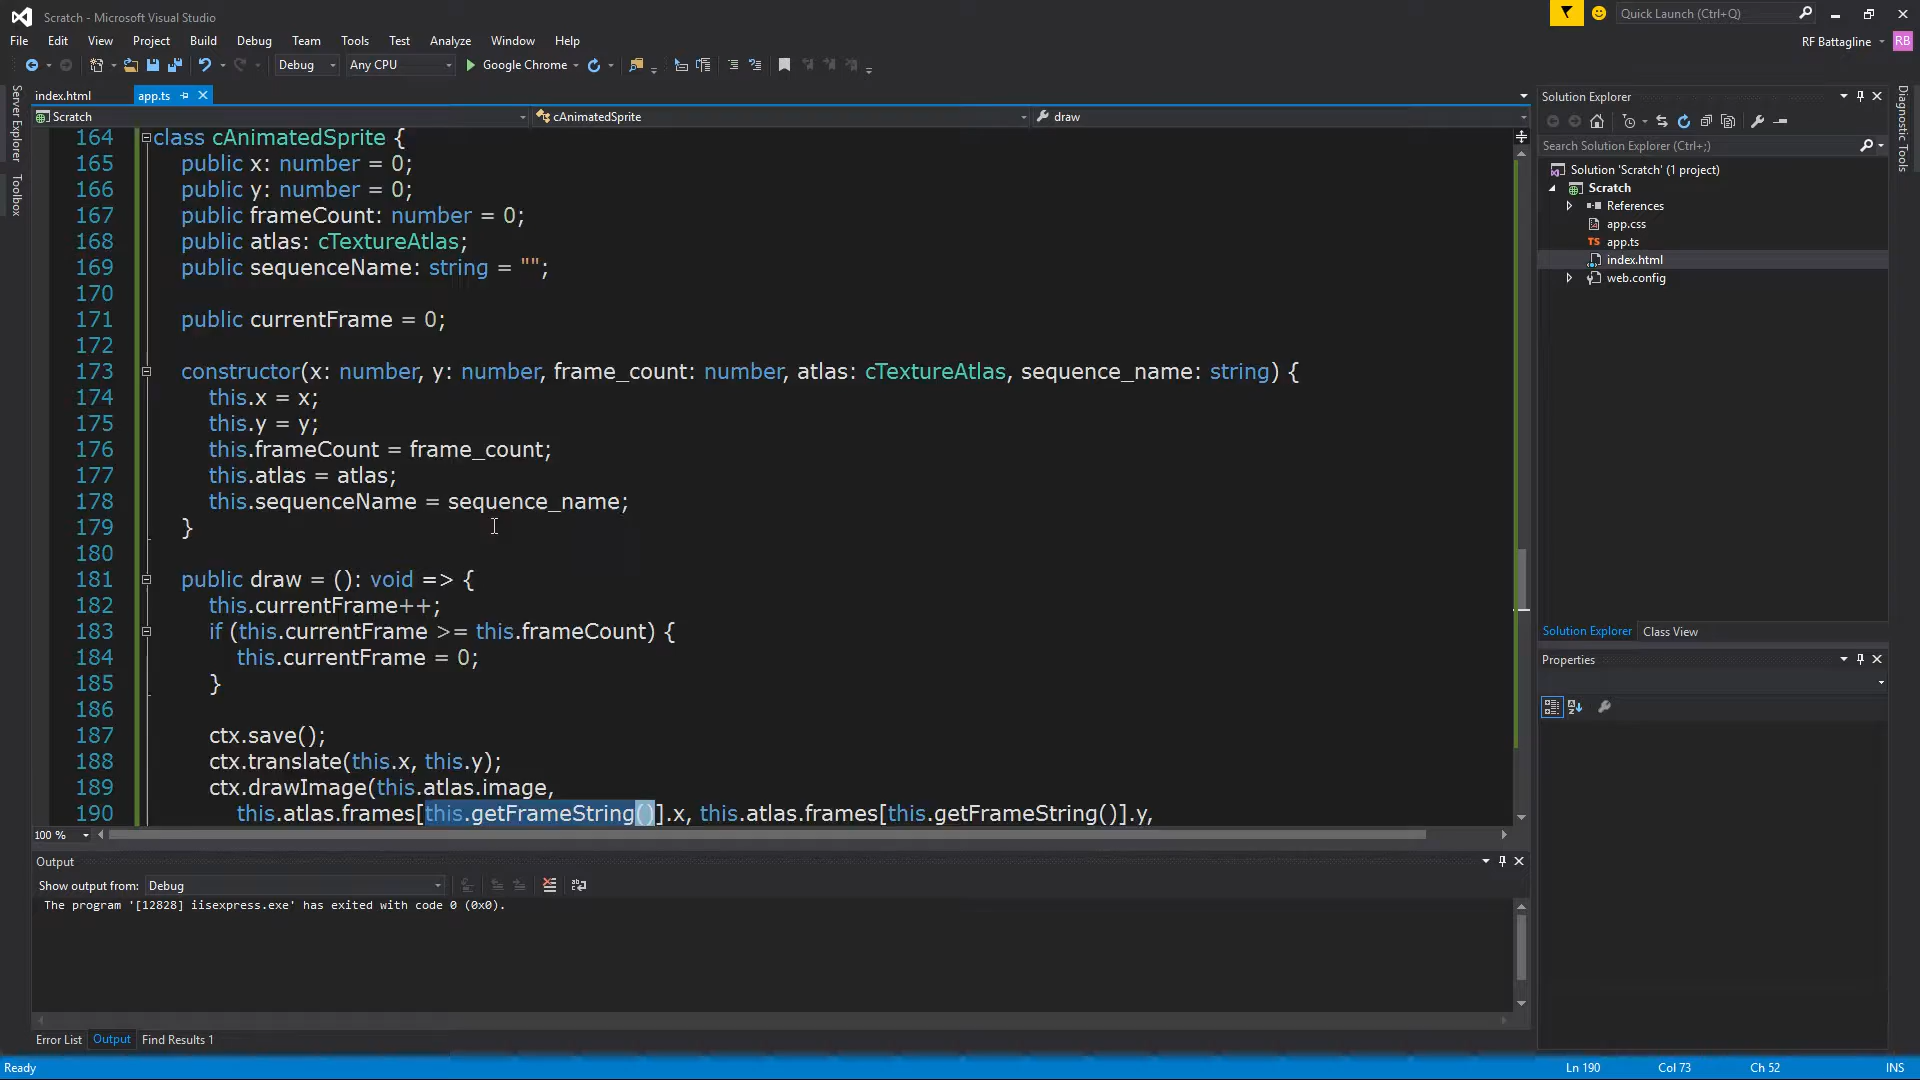 Scratch - Microsoft Visual Studio
Quick Launch (Ctrl+Q)
File Edit View Project Build Debug Team Tools Test Analyze Window Help
RF Battagline RB
Debug Any CPU Google Chrome
Server Explorer
Toolbox
index.html app.ts
Scratch cAnimatedSprite draw
164 class cAnimatedSprite {
165 public x: number = 0;
166 public y: number = 0;
167 public frameCount: number = 0;
168 public atlas: cTextureAtlas;
169 public sequenceName: string = "";
170
171 public currentFrame = 0;
172
173 constructor(x: number, y: number, frame_count: number, atlas: cTextureAtlas, sequence_name: string) {
174 this.x = x;
175 this.y = y;
176 this.frameCount = frame_count;
177 this.atlas = atlas;
178 this.sequenceName = sequence_name;
179 }
180
181 public draw = (): void => {
182 this.currentFrame++;
183 if (this.currentFrame >= this.frameCount) {
184 this.currentFrame = 0;
185 }
186
187 ctx.save();
188 ctx.translate(this.x, this.y);
189 ctx.drawImage(this.atlas.image,
190 this.atlas.frames[this.getFrameString()].x, this.atlas.frames[this.getFrameString()].y,
100 %
Output
Show output from: Debug
The program '[12828] iisexpress.exe' has exited with code 0 (0x0).
Error List Output Find Results 1
Solution Explorer
Search Solution Explorer (Ctrl+;)
Solution 'Scratch' (1 project)
Scratch
References
app.css
TS app.ts
index.html
web.config
Solution Explorer Class View
Properties
Diagnostic Tools
Ready Ln 190 Col 73 Ch 52 INS